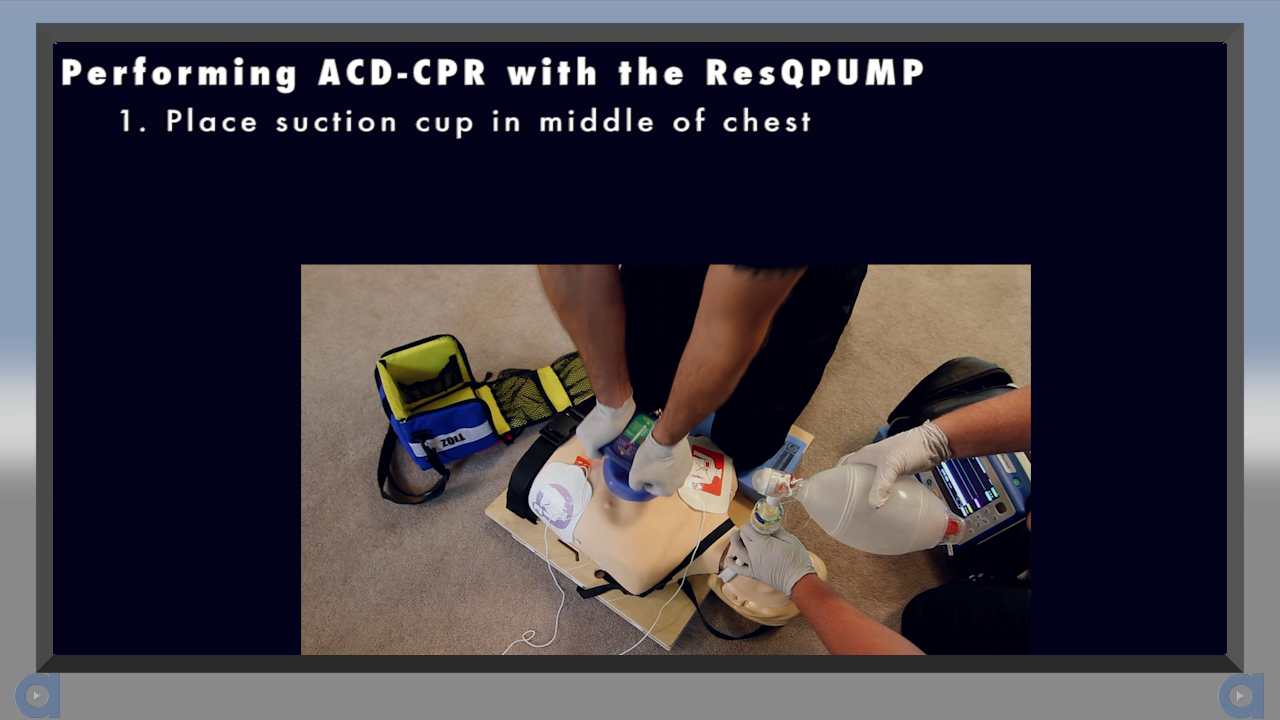 Performing ACD-CPR with the ResQPUMP
1. Place suction cup in middle of chest
ZOLL